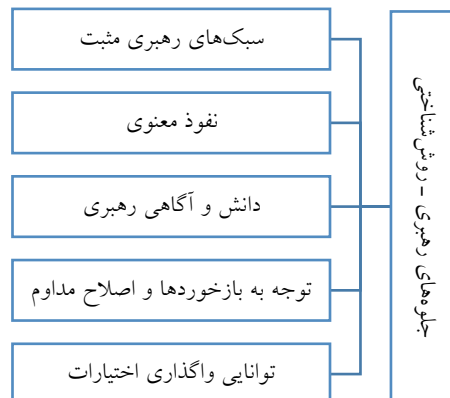 جلوه‌های رهبری ـ روش‌شناختی
سبک‌های رهبری مثبت
نفوذ معنوی
دانش و آگاهی رهبری
توجه به بازخوردها و اصلاح مداوم
توانایی واگذاری اختیارات